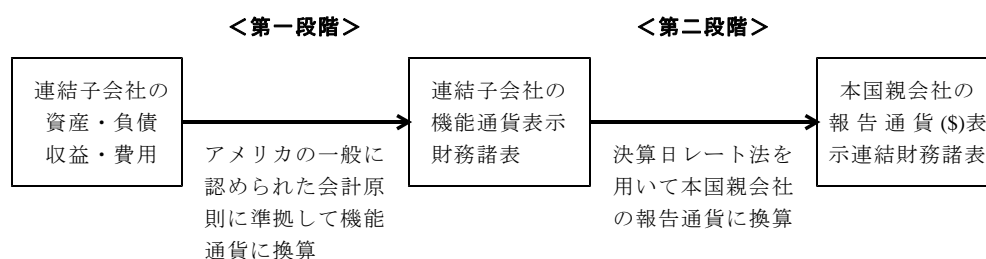 ＜第一段階＞
＜第二段階＞
連結子会社の
資産・負債
収益・費用
アメリカの一般に
認められた会計原
則に準拠して機能
通貨に換算
連結子会社の
機能通貨表示
財務諸表
決算日レート法を
用いて本国親会社
の報告通貨に換算
本国親会社の
報告通貨($)表
示連結財務諸表